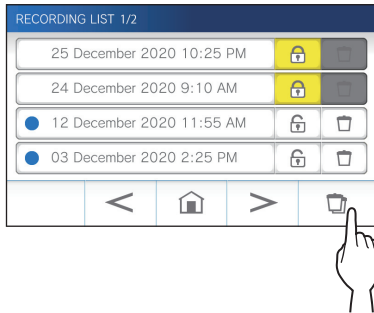 RECORDING LIST 1/2
25 December 2020 10:25 PM
24 December 2020 9:10 AM
12 December 2020 11:55 AM
03 December 2020 2:25 PM